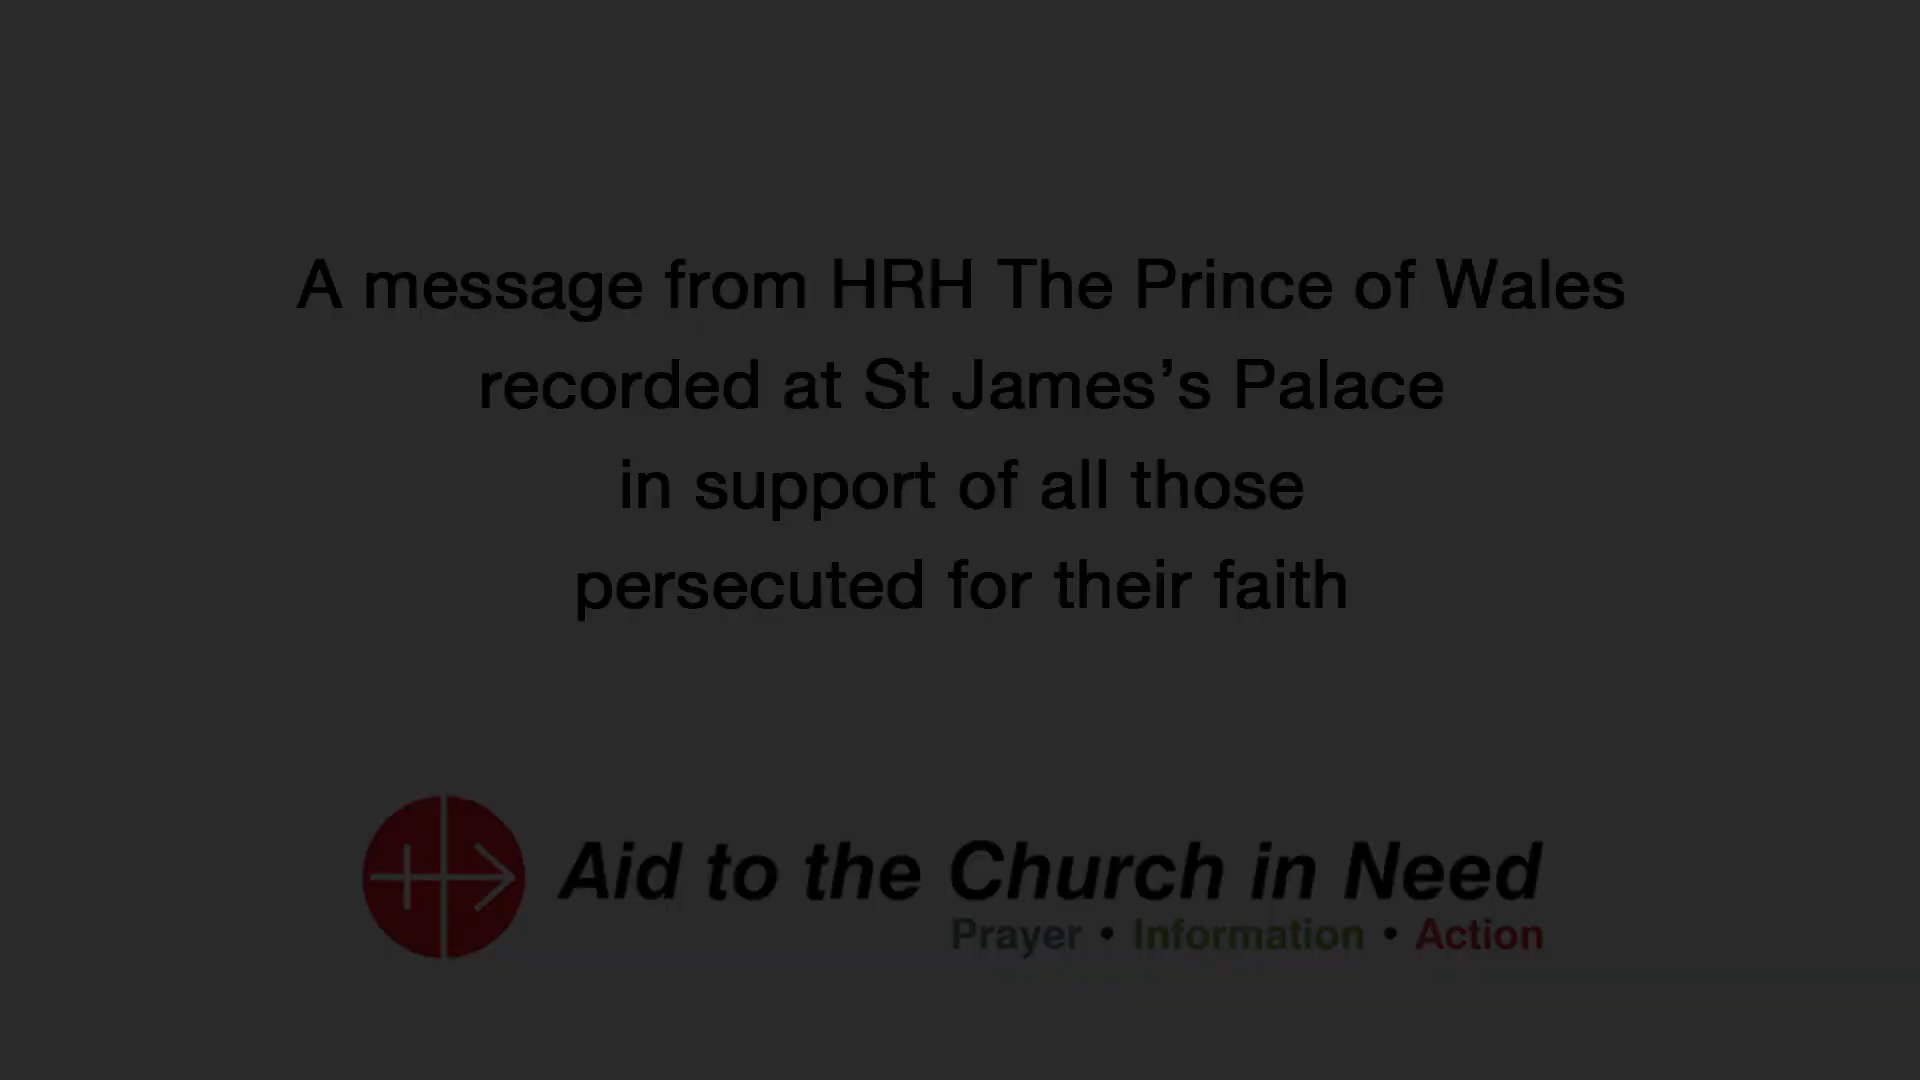 A message from HRH The Prince of Wales
recorded at St James’s Palace
in support of all those
persecuted for their faith
Aid to the Church in Need
Prayer • Information • Action